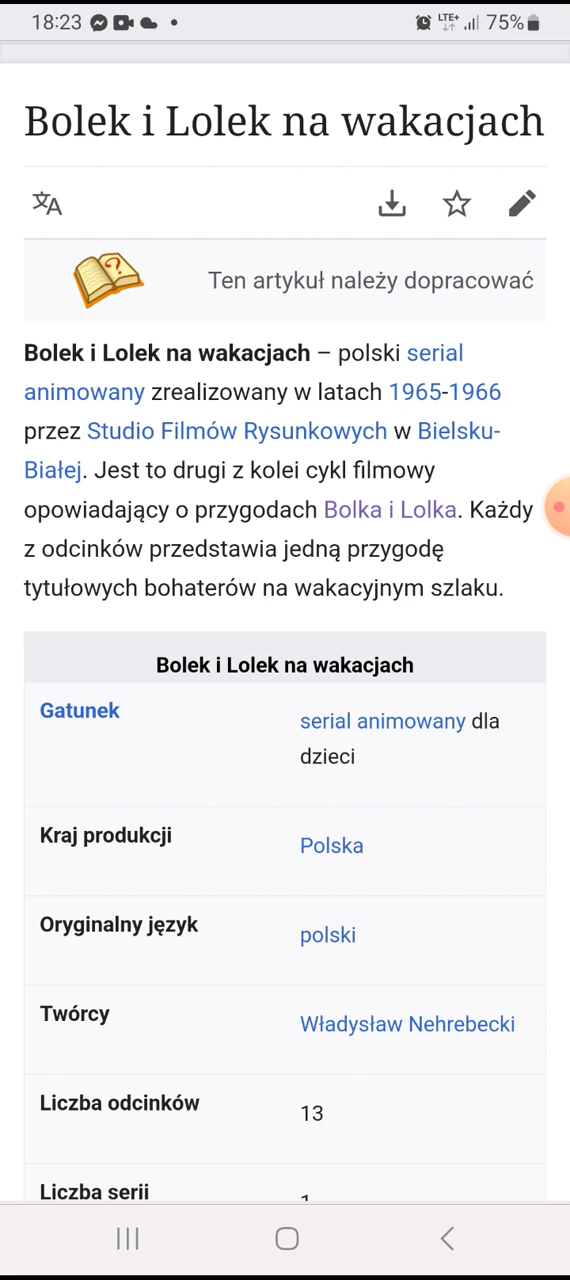 18:23 LTE+ 75%
Bolek i Lolek na wakacjach
Ten artykuł należy dopracować
Bolek i Lolek na wakacjach – polski serial
animowany zrealizowany w latach 1965-1966
przez Studio Filmów Rysunkowych w Bielsku-
Białej. Jest to drugi z kolei cykl filmowy
opowiadający o przygodach Bolka i Lolka. Każdy
z odcinków przedstawia jedną przygodę
tytułowych bohaterów na wakacyjnym szlaku.
Bolek i Lolek na wakacjach
Gatunek serial animowany dla
dzieci
Kraj produkcji Polska
Oryginalny język polski
Twórcy Władysław Nehrebecki
Liczba odcinków 13
Liczba serii 1